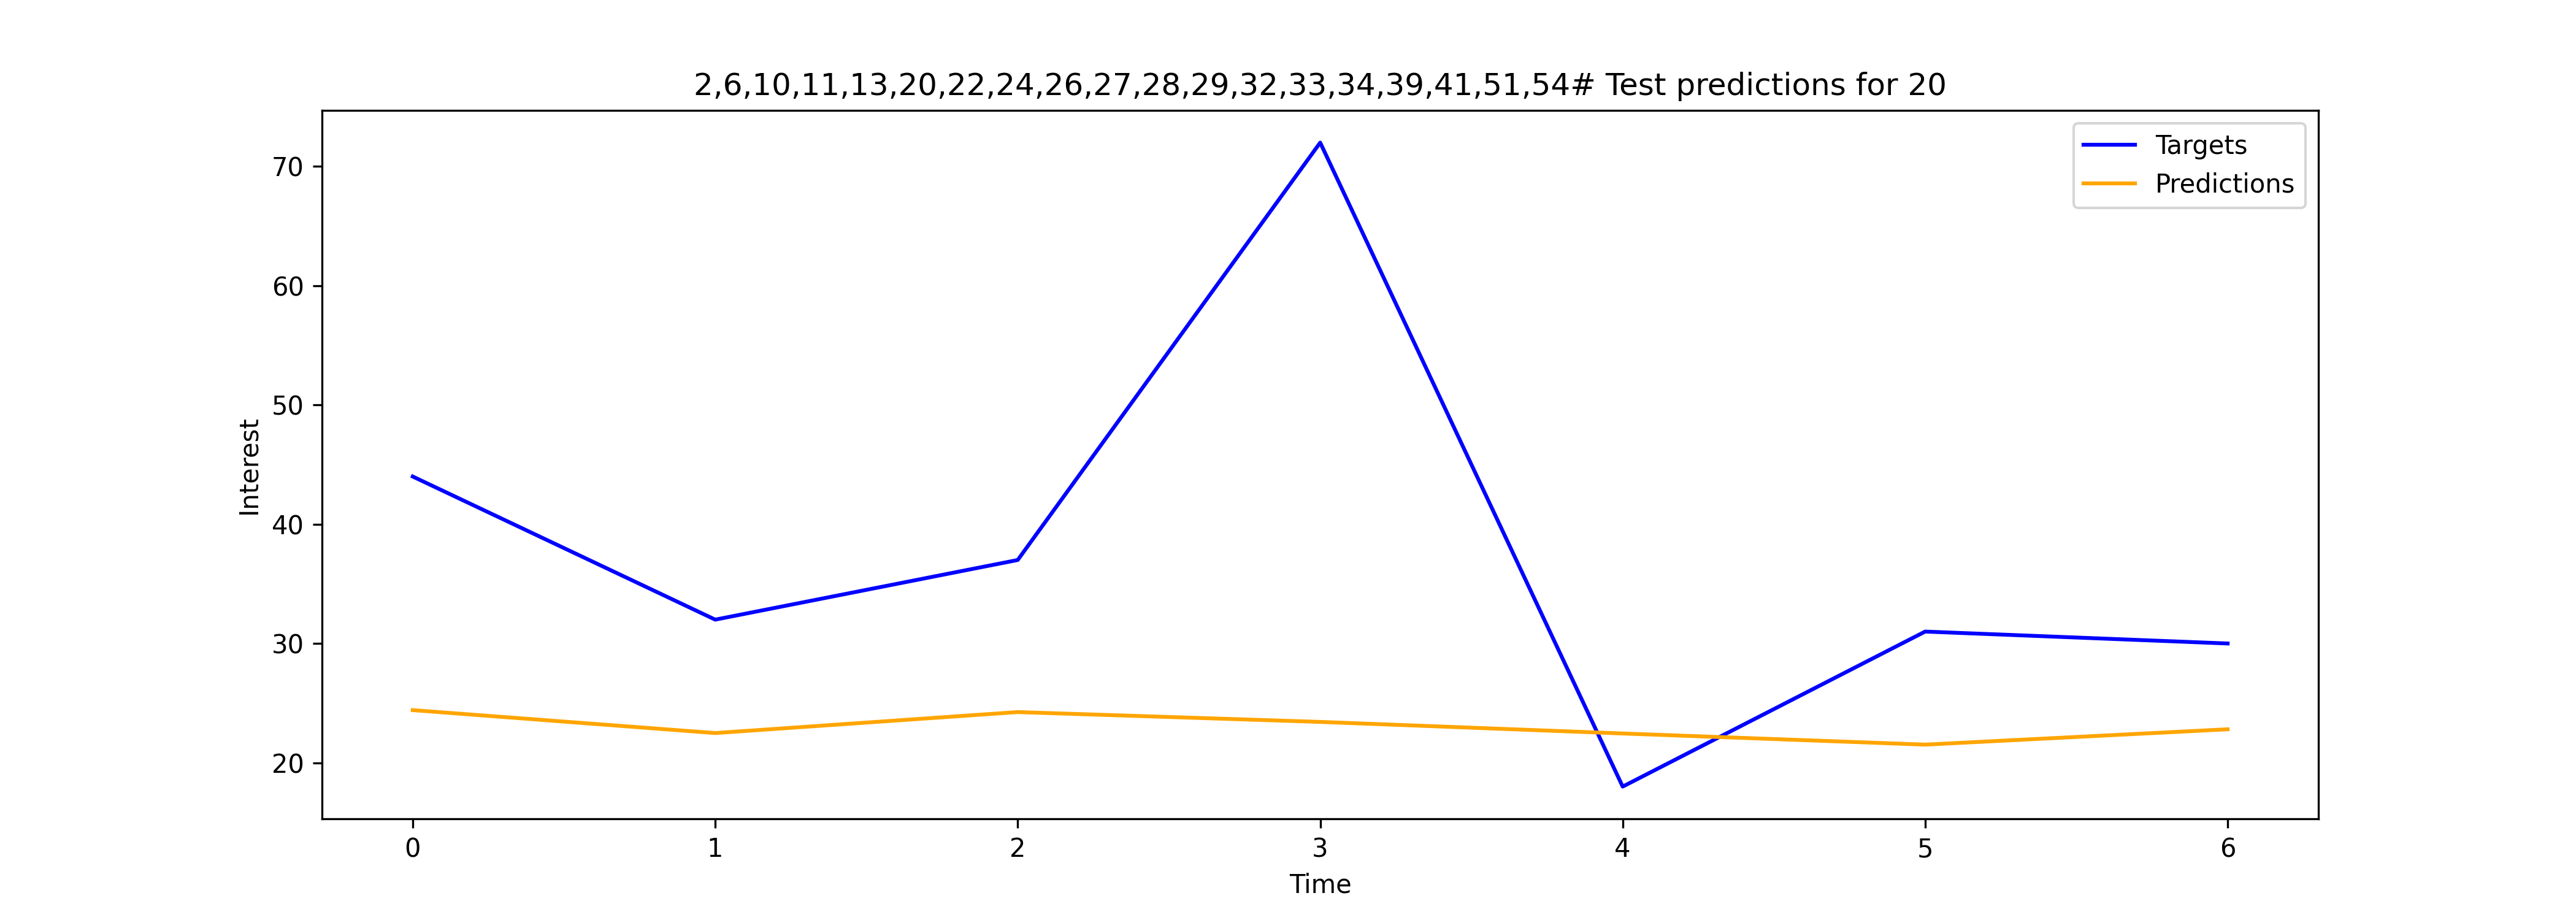 2,6,10,11,13,20,22,24,26,27,28,29,32,33,34,39,41,51,54# Test predictions for 20
Targets
Predictions
70
60
50
40
30
20
Interest
0 1 2 3 4 5 6
Time